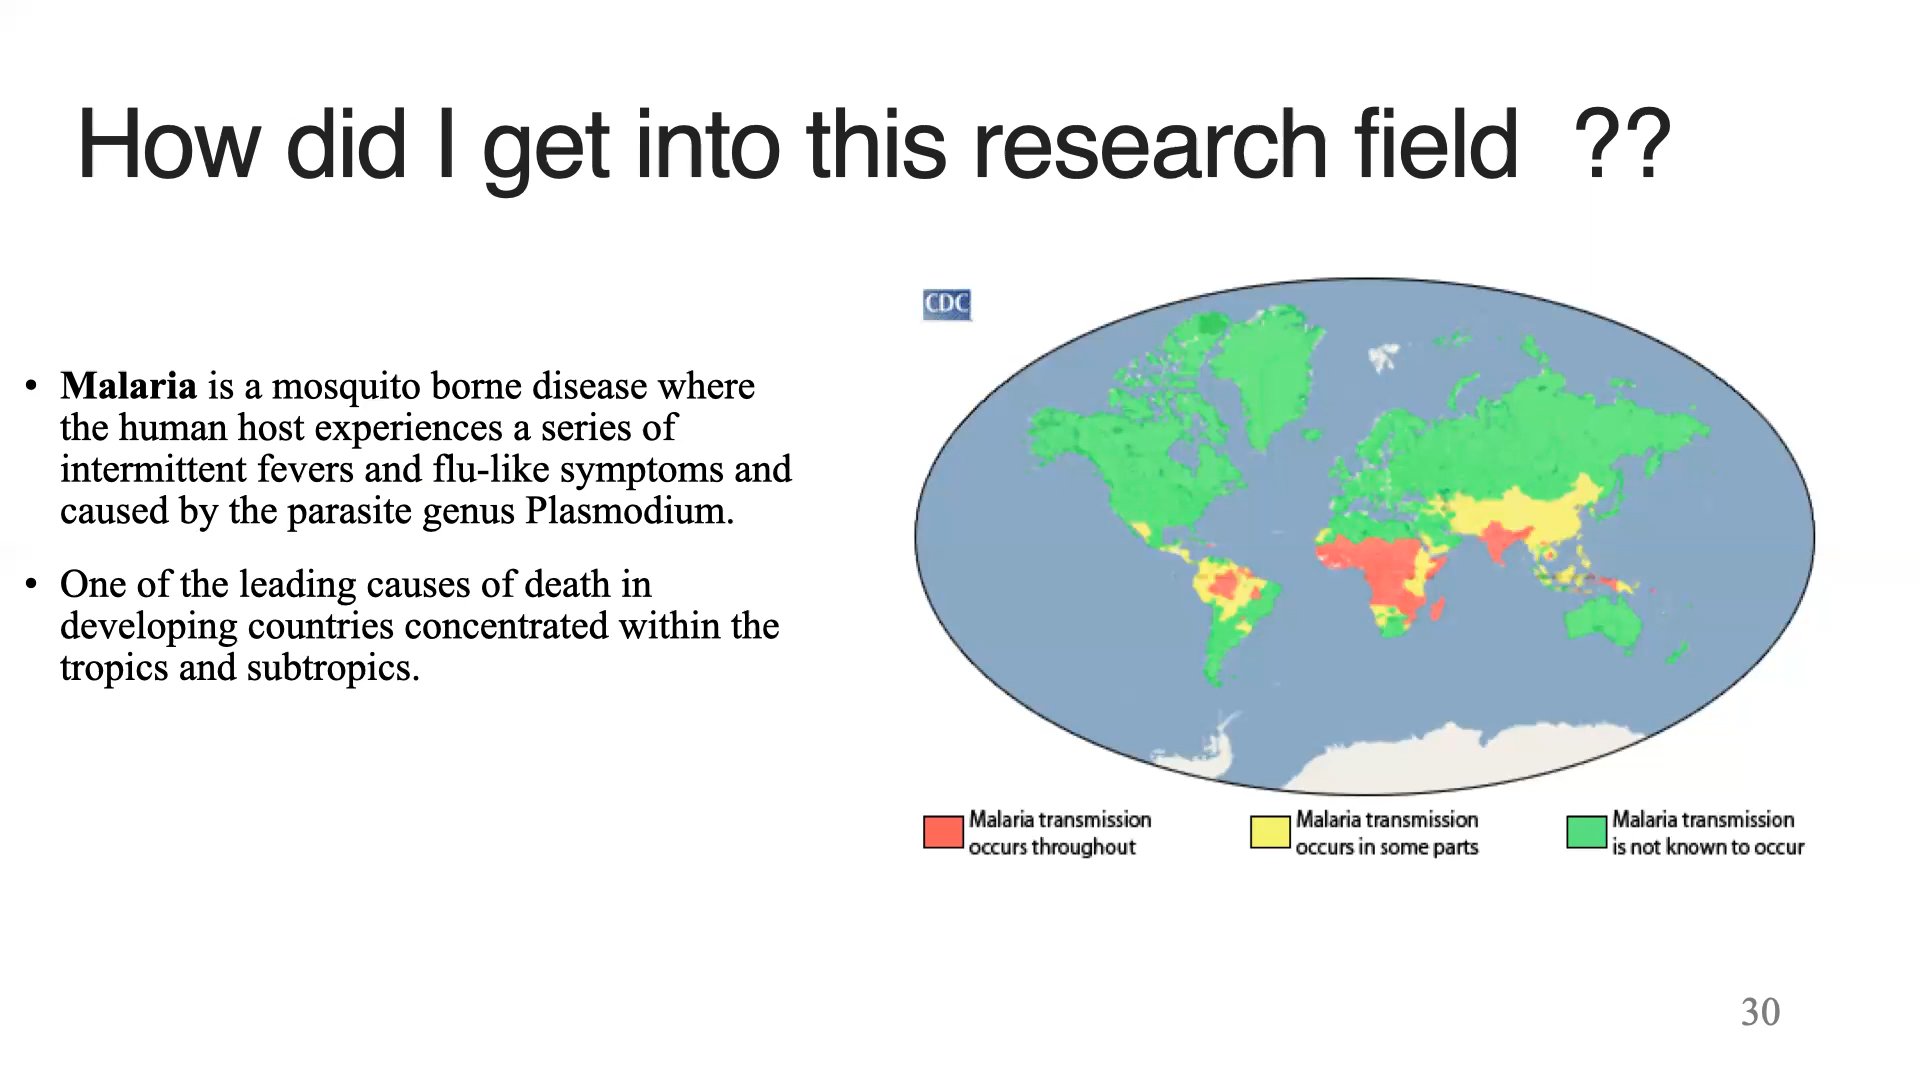 How did I get into this research field ??
• Malaria is a mosquito borne disease where
the human host experiences a series of
intermittent fevers and flu-like symptoms and
caused by the parasite genus Plasmodium.
• One of the leading causes of death in
developing countries concentrated within the
tropics and subtropics.
CDC
Malaria transmission
occurs throughout
Malaria transmission
occurs in some parts
Malaria transmission
is not known to occur
30